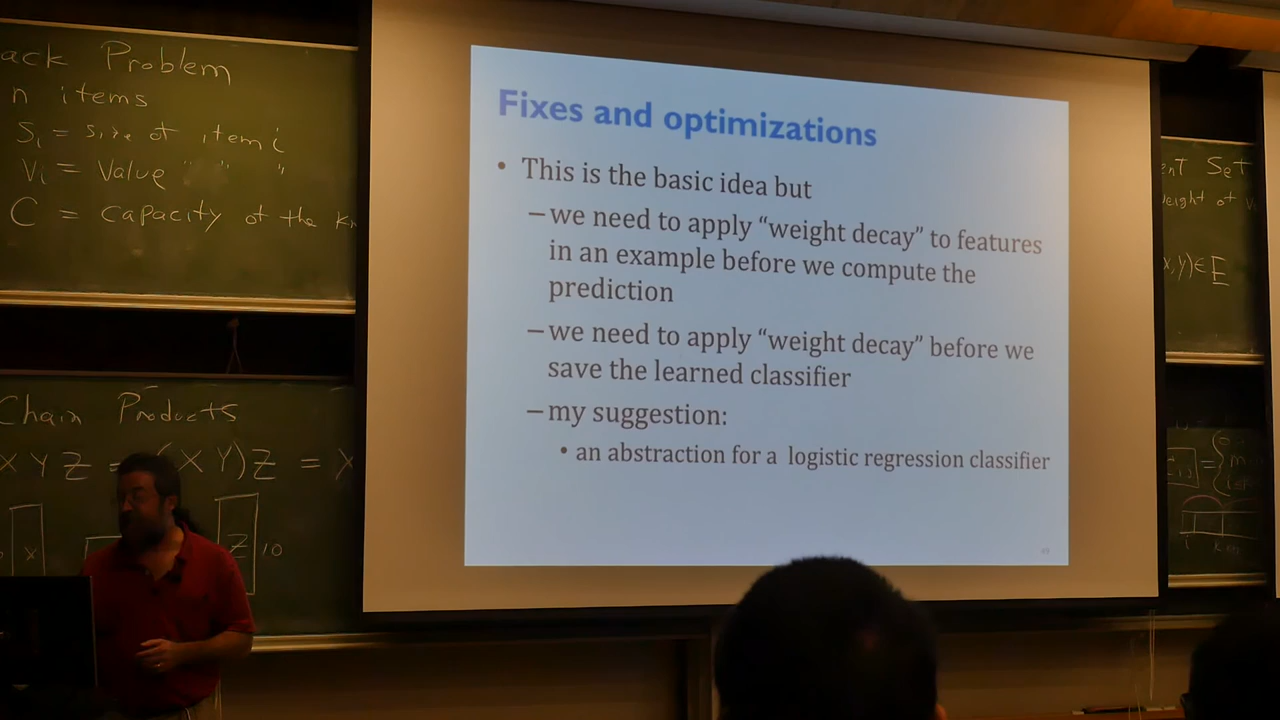 ack Problem
n items
Si = size of item i
Vi = Value " " "
C = capacity of the Kn
Chain Products
X Y Z = (X Y) Z = X
X
Z 10
Fixes and optimizations
• This is the basic idea but
– we need to apply “weight decay” to features
in an example before we compute the
prediction
– we need to apply “weight decay” before we
save the learned classifier
– my suggestion:
• an abstraction for a logistic regression classifier
ent Set
eight of V
x,y) ∈ E